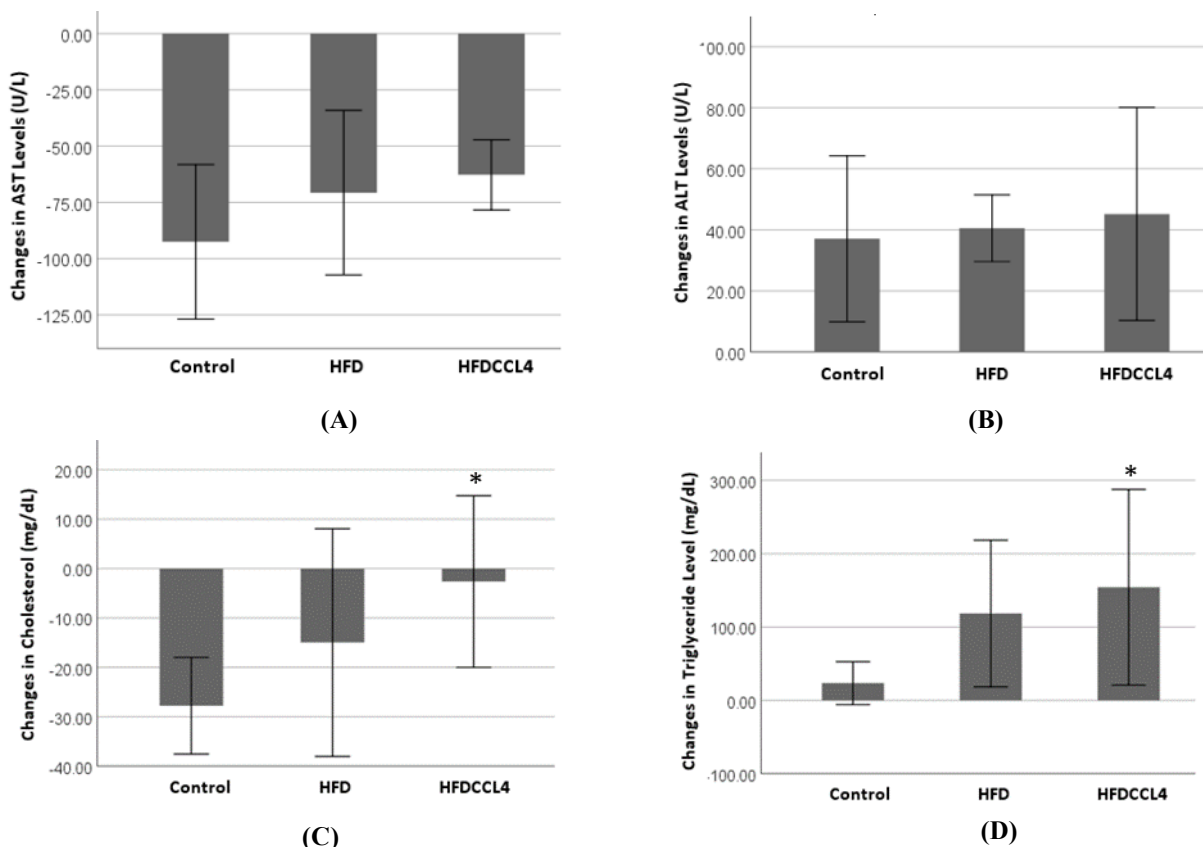 Changes in AST Levels (U/L)
0.00
-25.00
-50.00
-75.00
-100.00
-125.00
Control HFD HFDCCL4
(A)
Changes in ALT Levels (U/L)
00.00
80.00
60.00
40.00
20.00
0.00
Control HFD HFDCCL4
(B)
Changes in Cholesterol (mg/dL)
20.00
10.00
0.00
-10.00
-20.00
-30.00
-40.00
*
Control HFD HFDCCL4
(C)
Changes in Triglyceride Level (mg/dL)
300.00
200.00
100.00
0.00
-100.00
*
Control HFD HFDCCL4
(D)